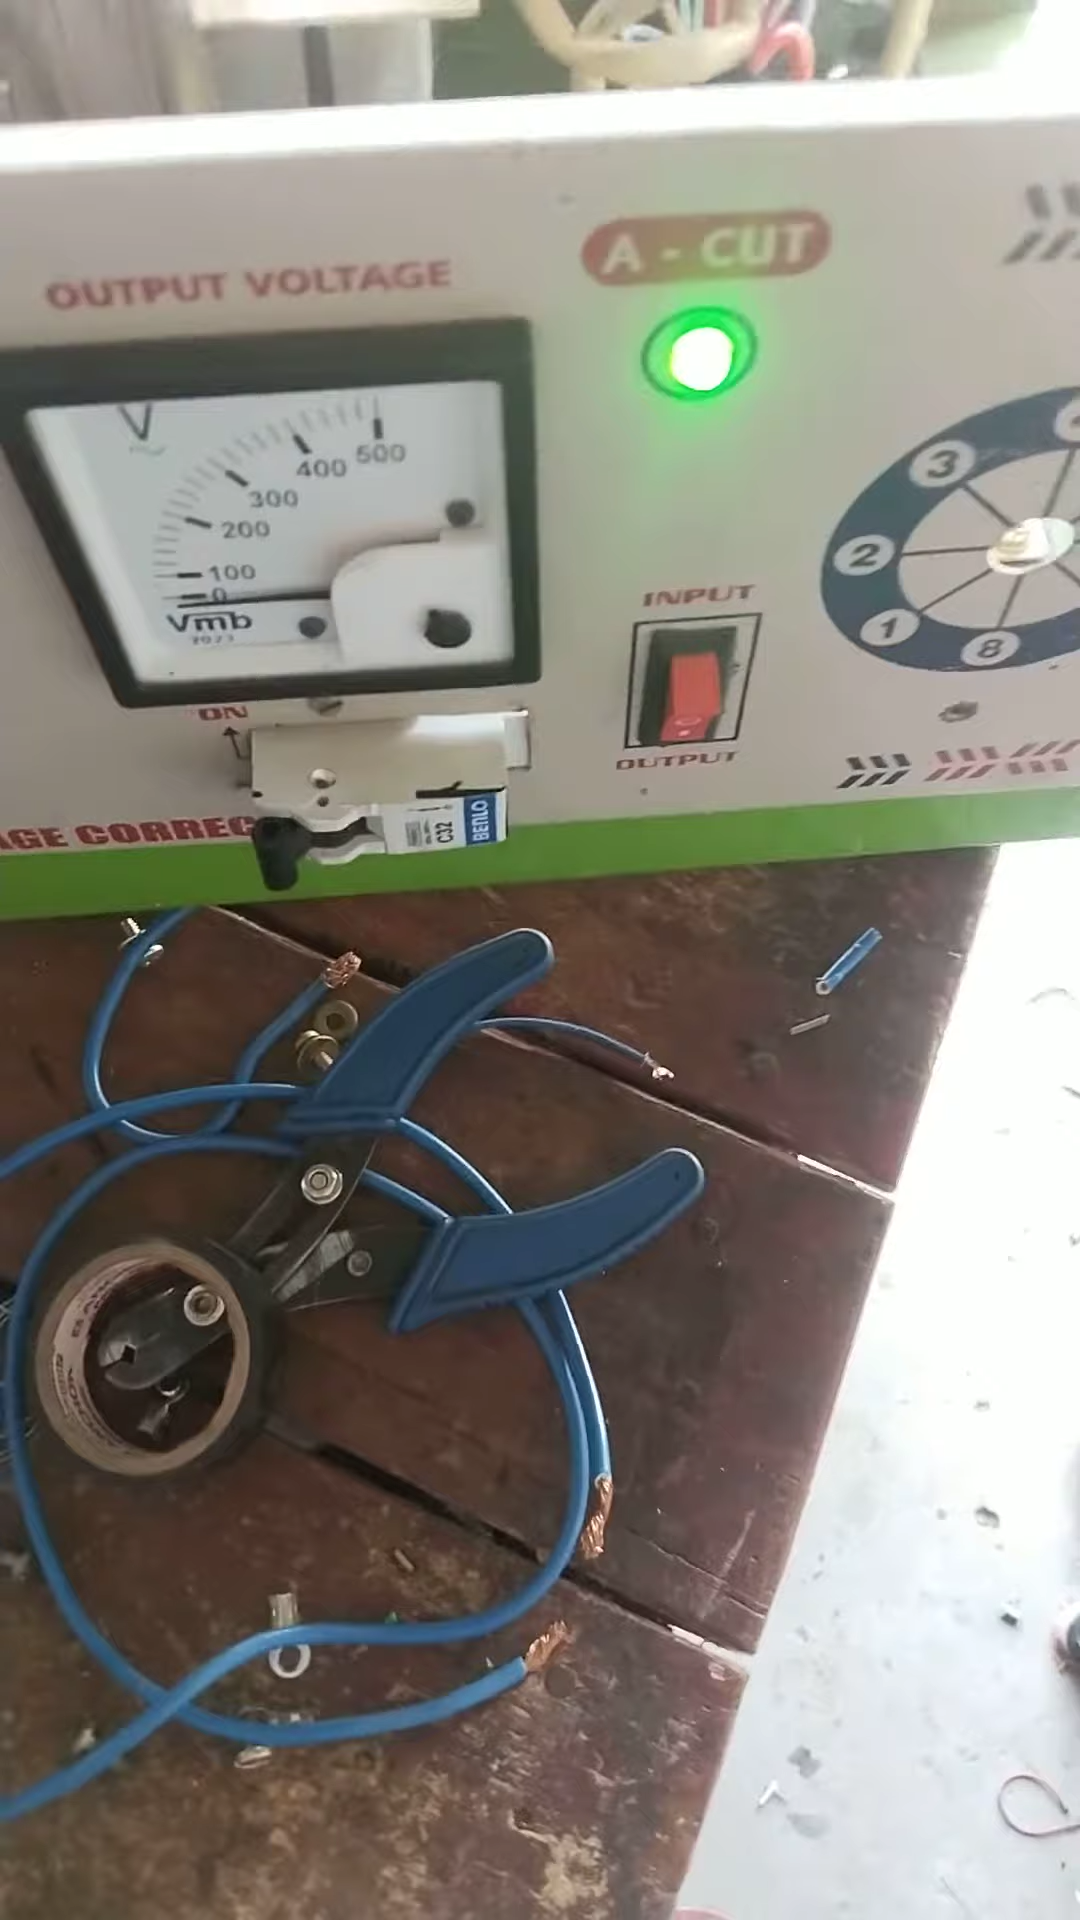 A - CUT
OUTPUT VOLTAGE
V
500
400
300
200
100
0
Vmb
3
2
1
8
INPUT
OUTPUT
ON
C32
BENLO
AGE CORREC